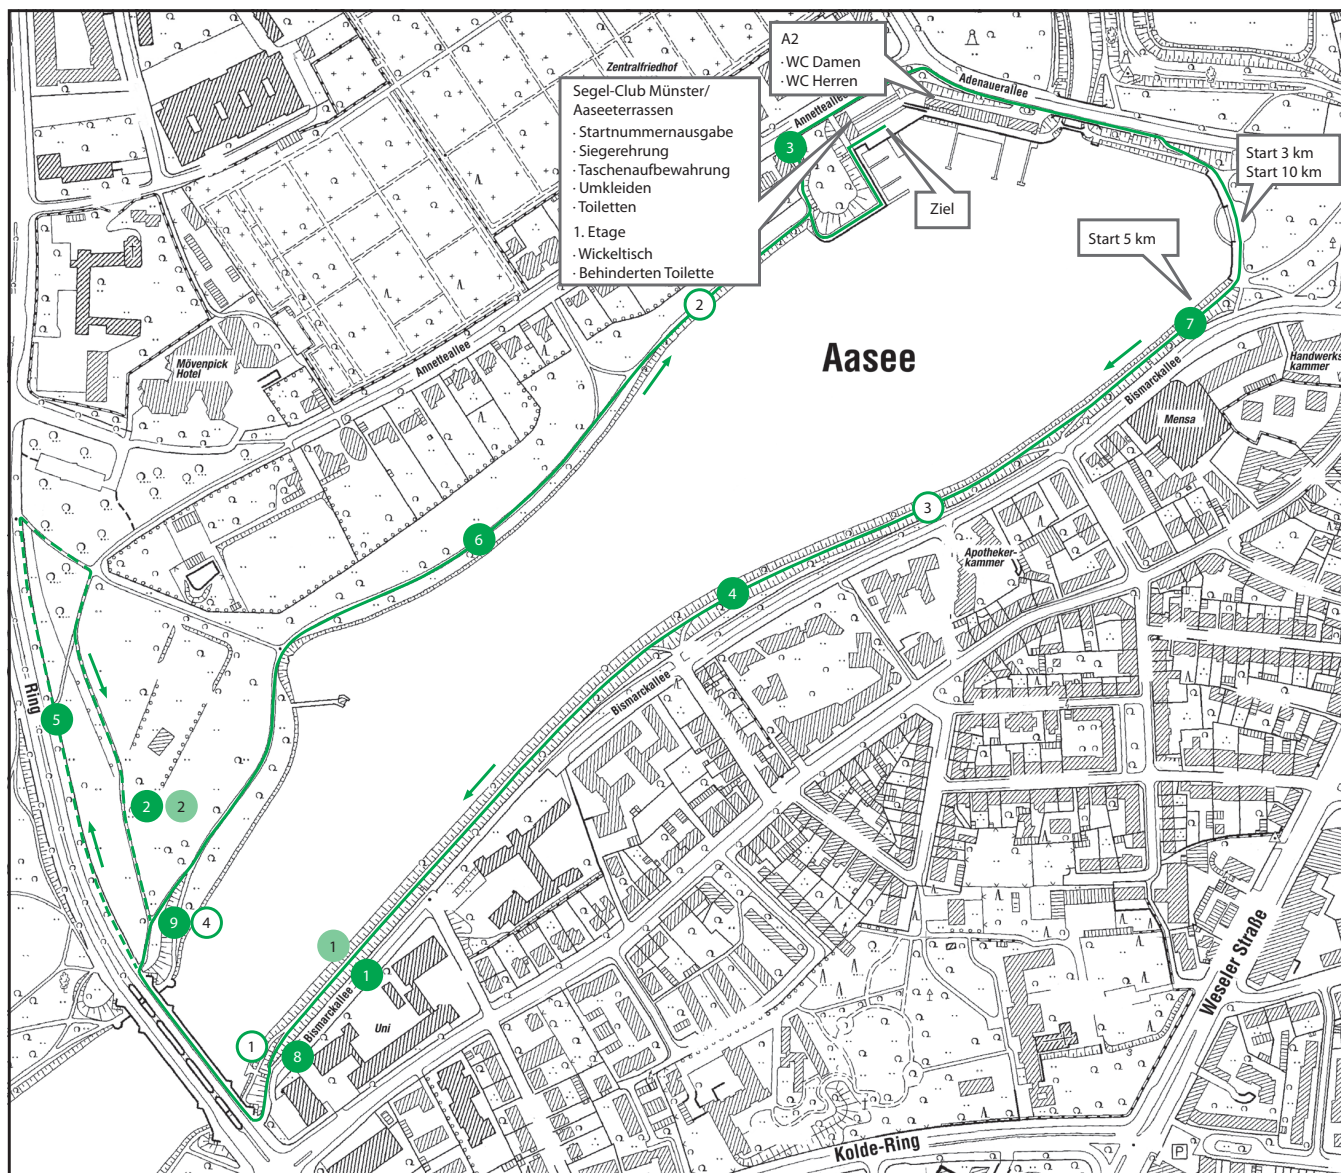 Zentralfriedhof
A2
· WC Damen
· WC Herren
Adenauerallee
Segel-Club Münster/
Aaseeterrassen
· Startnummernausgabe
· Siegerehrung
· Taschenaufbewahrung
· Umkleiden
· Toiletten
1. Etage
· Wickeltisch
· Behinderten Toilette
Annetteallee
3
Ziel
Start 3 km
Start 10 km
Start 5 km
2
7
Aasee
Bismarckallee
Handwerks-
kammer
Mensa
Mövenpick
Hotel
Annetteallee
3
6
Apotheker-
kammer
4
Bismarckallee
Ring
5
2
2
9
4
1
1
Bismarckallee
Uni
1
8
Weseler Straße
Kolde-Ring
3
P